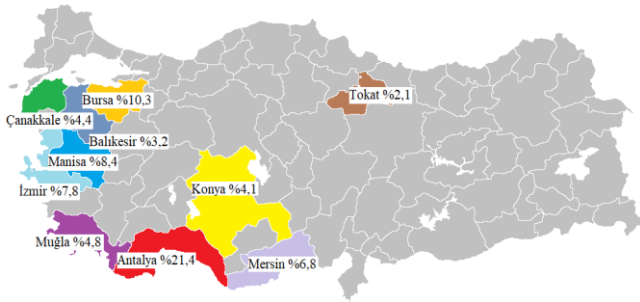 Bursa %10,3
Tokat %2,1
Çanakkale %4,4
Balıkesir %3,2
Manisa %8,4
İzmir %7,8
Konya %4,1
Muğla %4,8
Antalya %21,4
Mersin %6,8